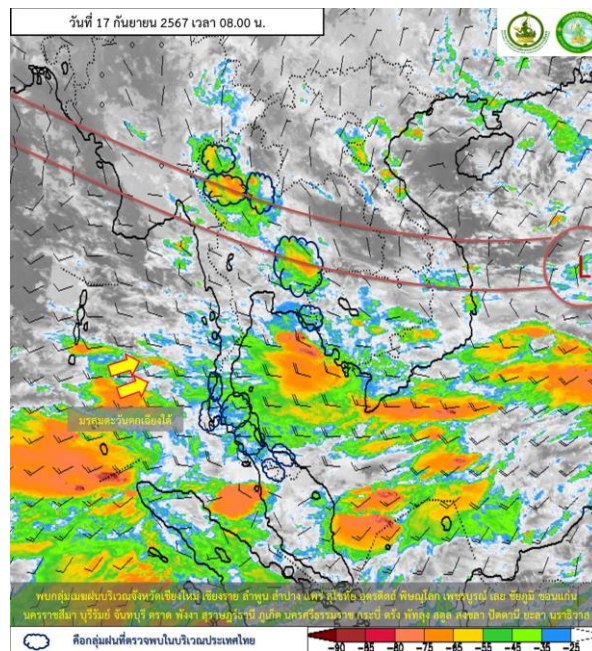 วันที่ 17 กันยายน 2567 เวลา 08.00 น.
L
มรสุมตะวันตกเฉียงใต้
พบกลุ่มเมฆฝนบริเวณจังหวัดเชียงใหม่ เชียงราย ลำพูน ลำปาง แพร่ สุโขทัย อุตรดิตถ์ พิษณุโลก เพชรบูรณ์ เลย ชัยภูมิ ขอนแก่น
นครราชสีมา บุรีรัมย์ จันทบุรี ตราด พังงา สุราษฎร์ธานี ภูเก็ต นครศรีธรรมราช กระบี่ ตรัง พัทลุง สตูล สงขลา ปัตตานี ยะลา นราธิวาส
คือกลุ่มฝนที่ตรวจพบในบริเวณประเทศไทย
-90 -85 -80 -75 -65 -55 -45 -35 -25